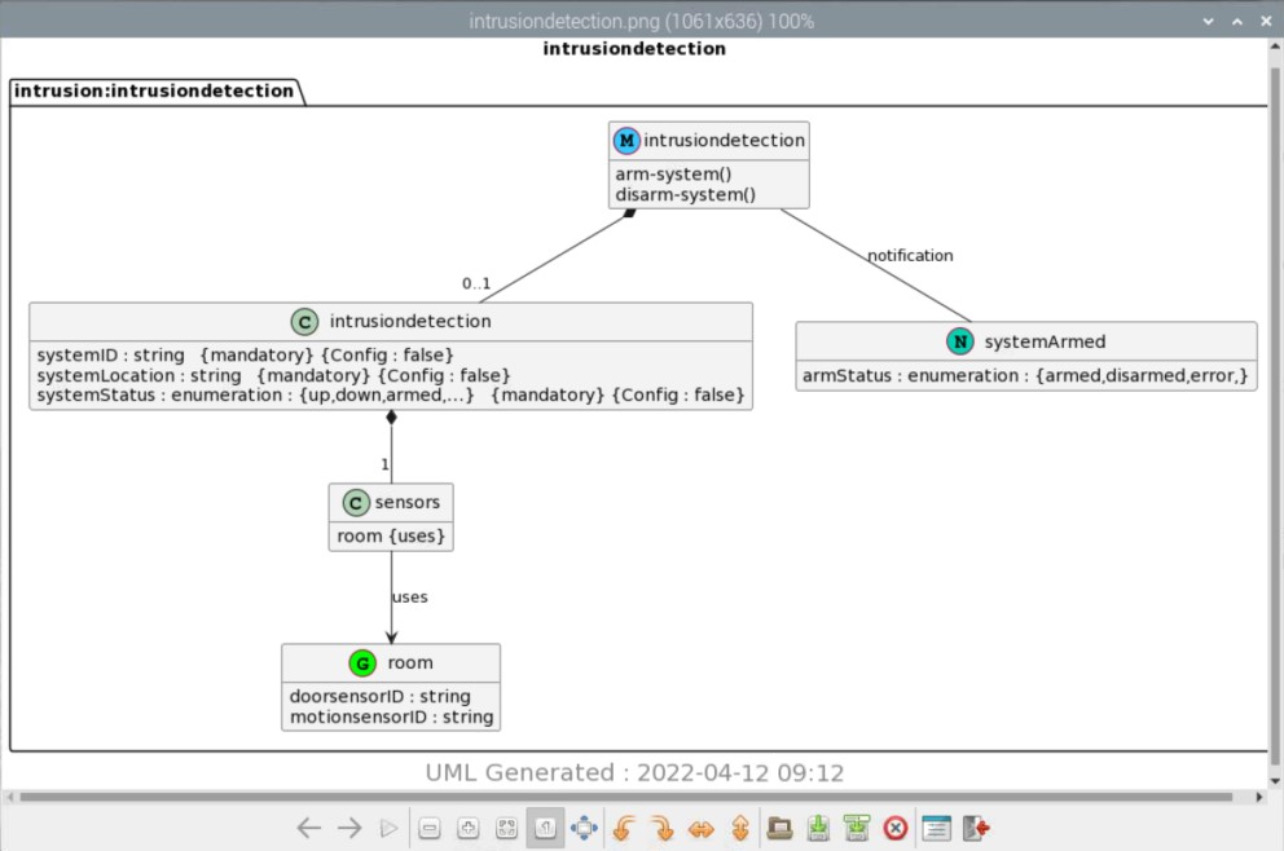 intrusiondetection.png (1061x636) 100%
intrusiondetection
intrusion:intrusiondetection
M intrusiondetection
arm-system()
disarm-system()
notification
0..1
C intrusiondetection
systemID : string {mandatory} {Config : false}
systemLocation : string {mandatory} {Config : false}
systemStatus : enumeration : {up,down,armed,...} {mandatory} {Config : false}
N systemArmed
armStatus : enumeration : {armed,disarmed,error,}
1
C sensors
room {uses}
uses
G room
doorsensorID : string
motionsensorID : string
UML Generated : 2022-04-12 09:12